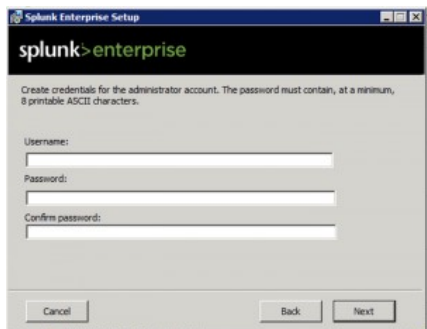 Splunk Enterprise Setup
splunk>enterprise
Create credentials for the administrator account. The password must contain, at a minimum,
8 printable ASCII characters.
Username:
Password:
Confirm password:
Cancel
Back
Next